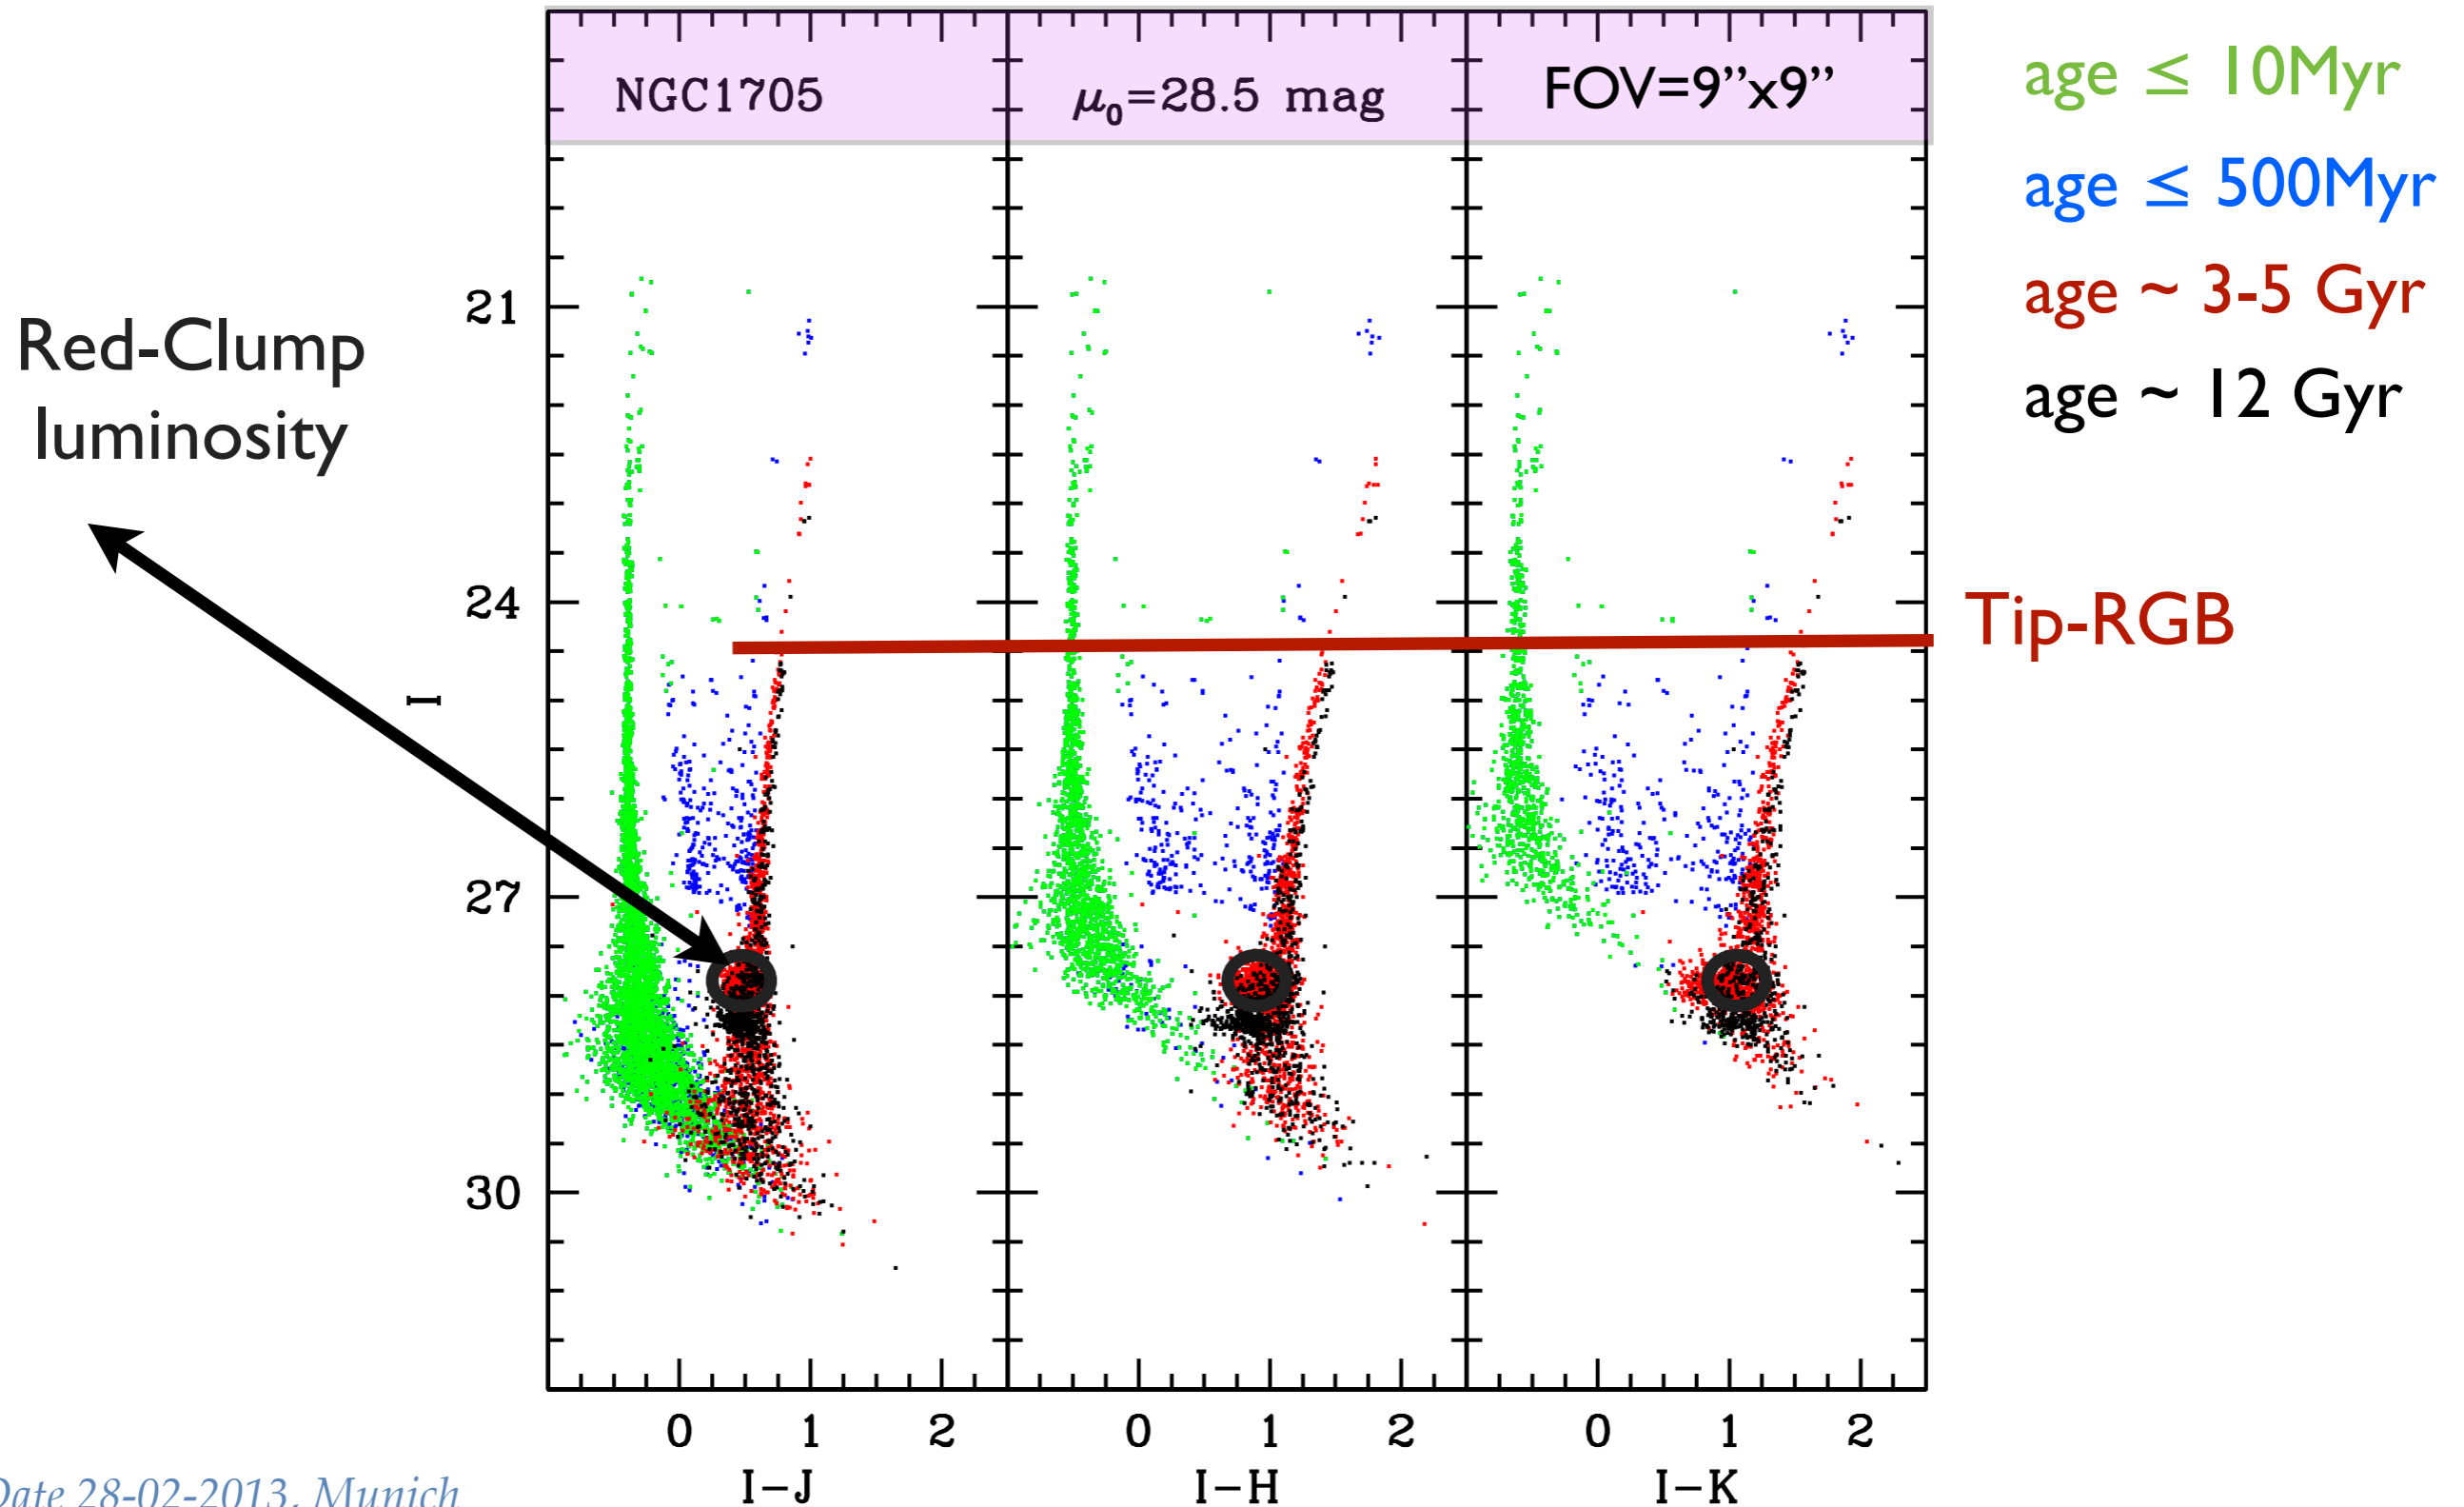 NGC1705
μ₀=28.5 mag
FOV=9”x9”
age ≤ 10Myr
age ≤ 500Myr
age ~ 3-5 Gyr
age ~ 12 Gyr
Red-Clump
luminosity
Tip-RGB
I
21
24
27
30
0 1 2
0 1 2
0 1 2
I-J
I-H
I-K
Date 28-02-2013, Munich